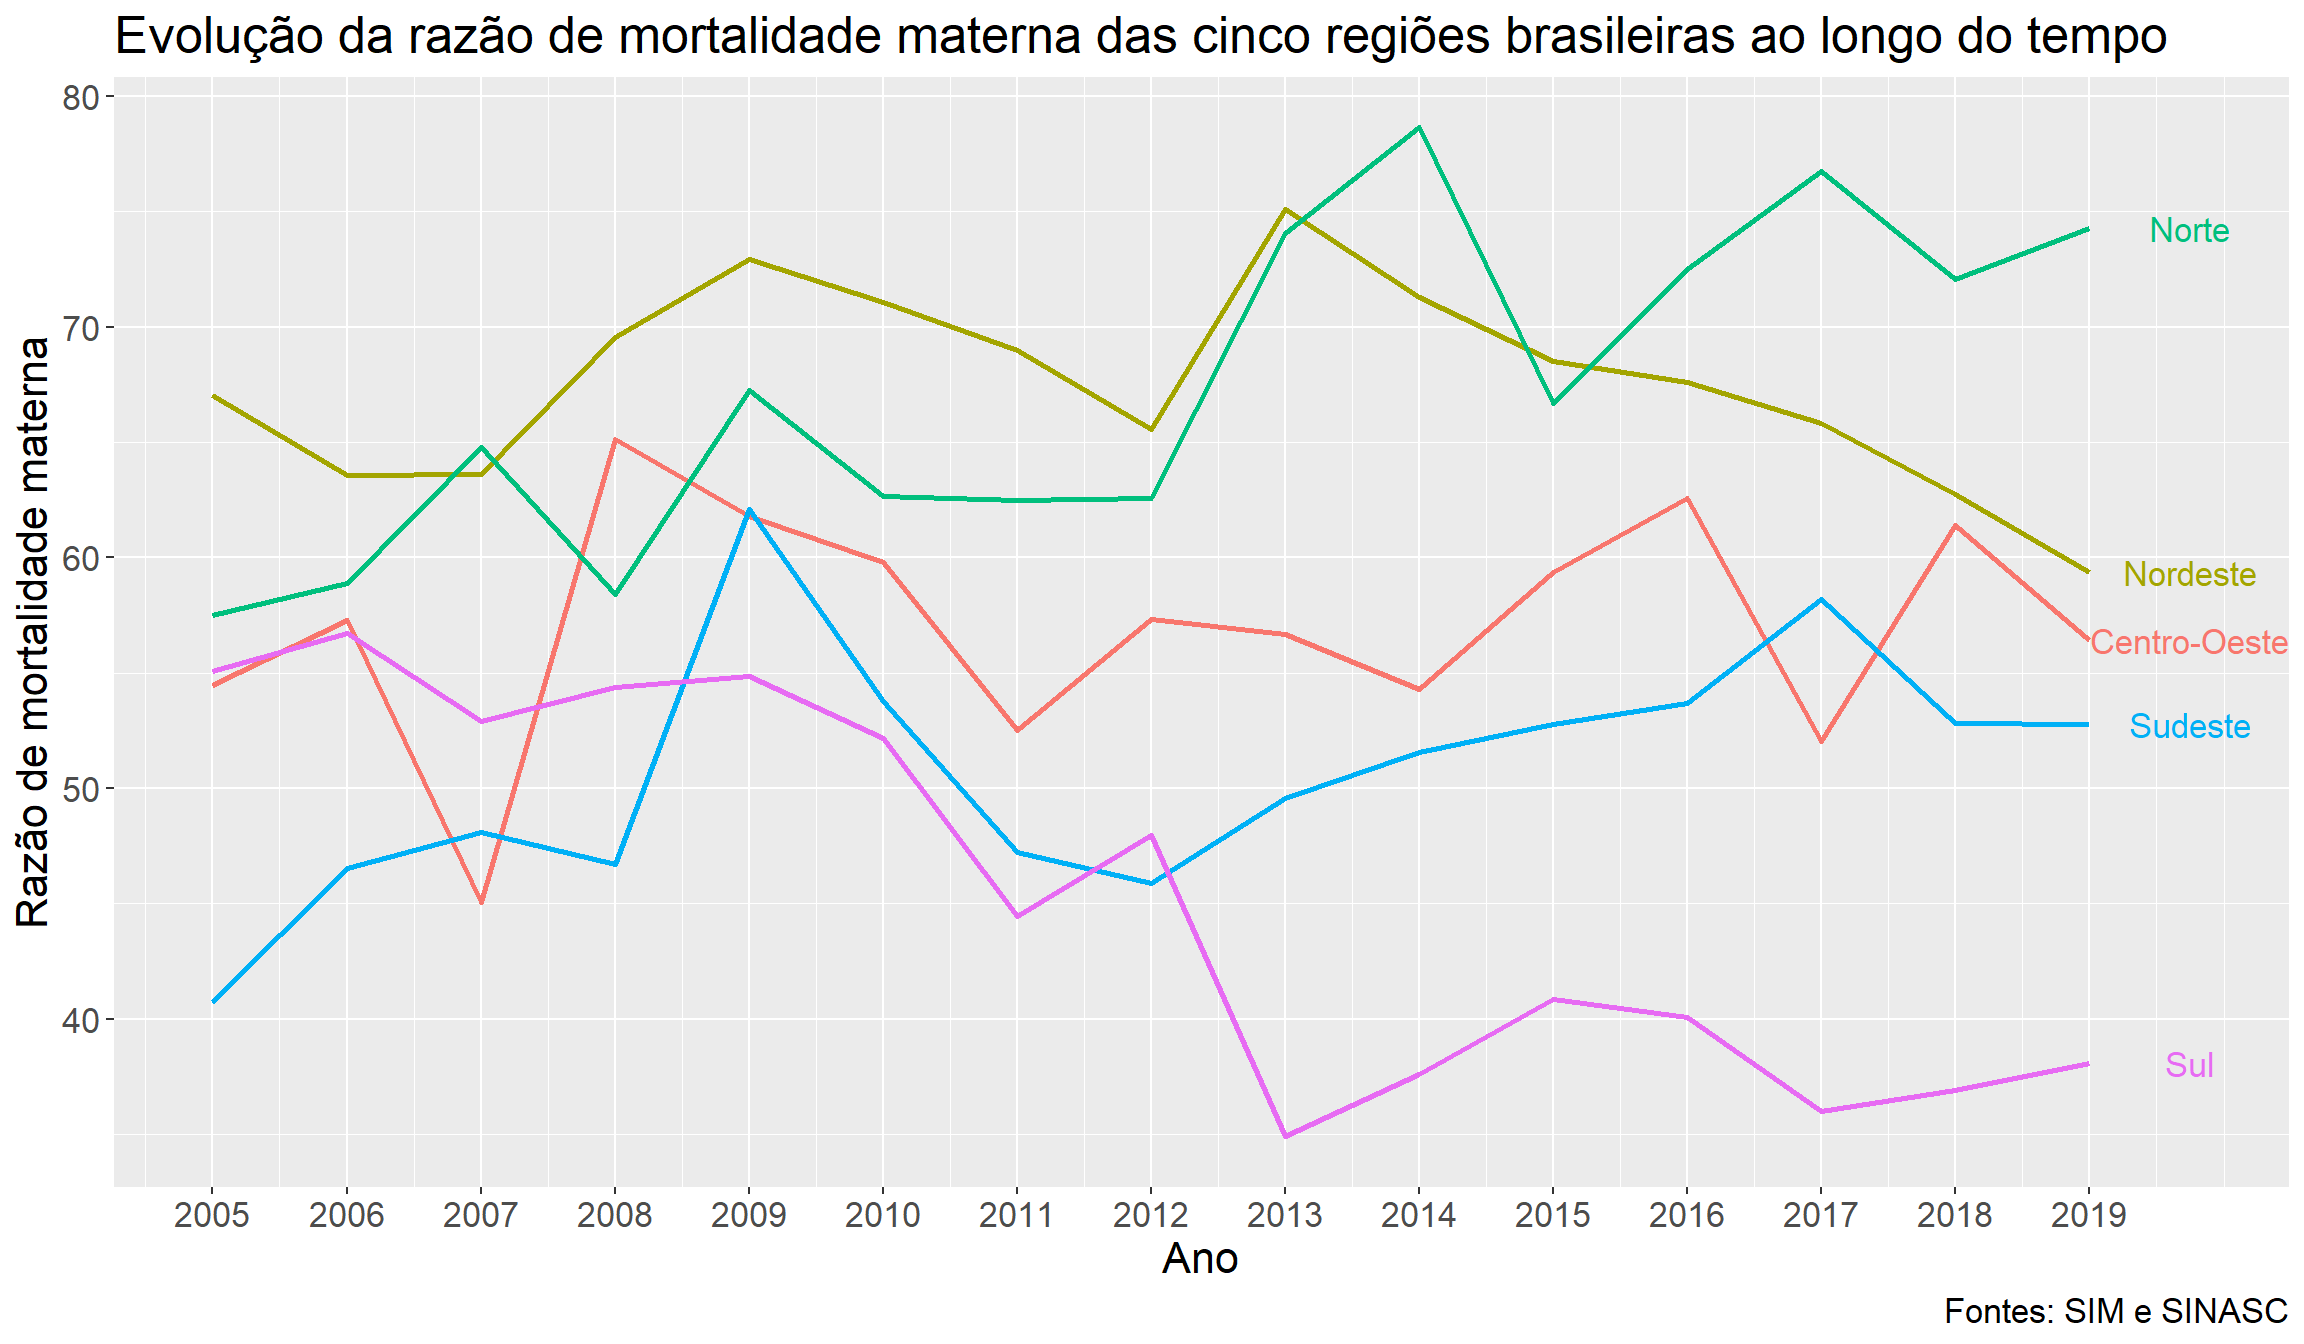 Evolução da razão de mortalidade materna das cinco regiões brasileiras ao longo do tempo
Razão de mortalidade materna
80
70
60
50
40
Norte
Nordeste
Centro-Oeste
Sudeste
Sul
2005 2006 2007 2008 2009 2010 2011 2012 2013 2014 2015 2016 2017 2018 2019
Ano
Fontes: SIM e SINASC